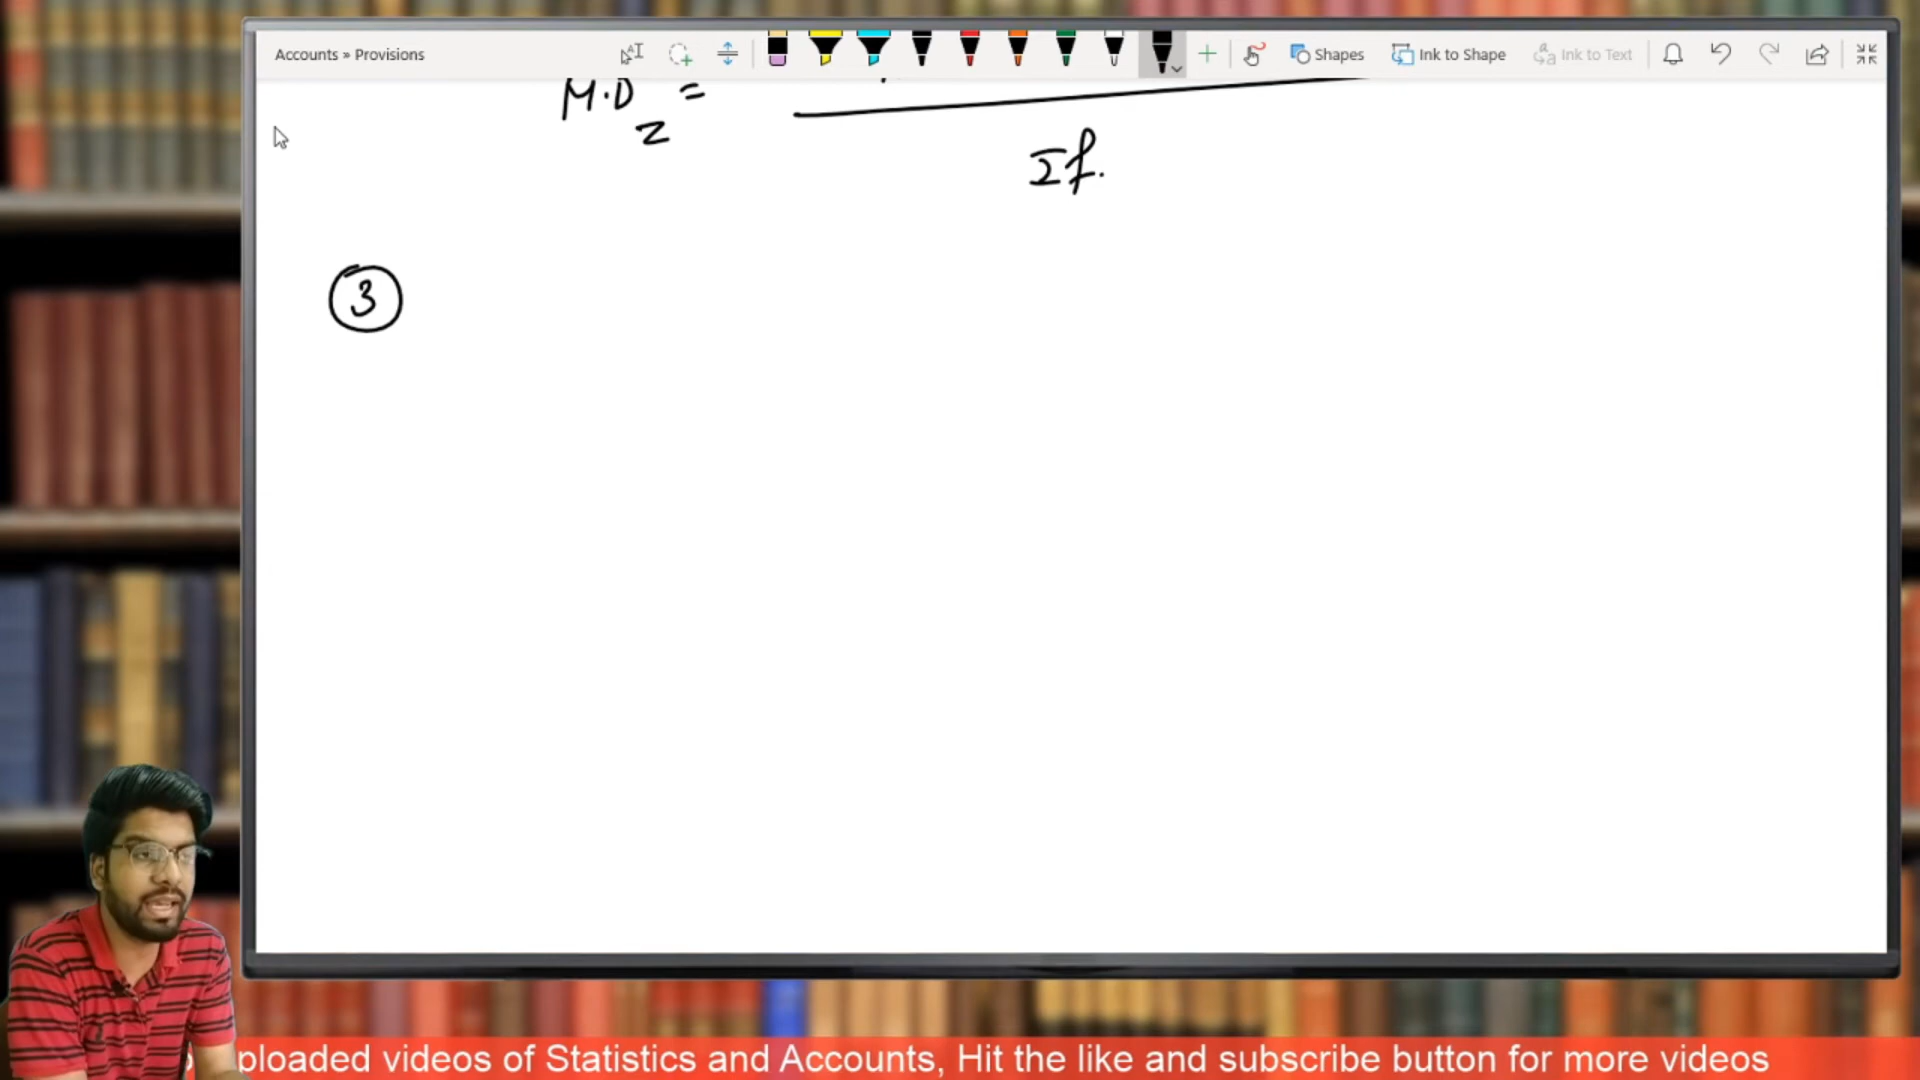 Accounts » Provisions
Shapes
Ink to Shape
Ink to Text
M.D =
Z
Σf.
3
ploaded videos of Statistics and Accounts, Hit the like and subscribe button for more videos